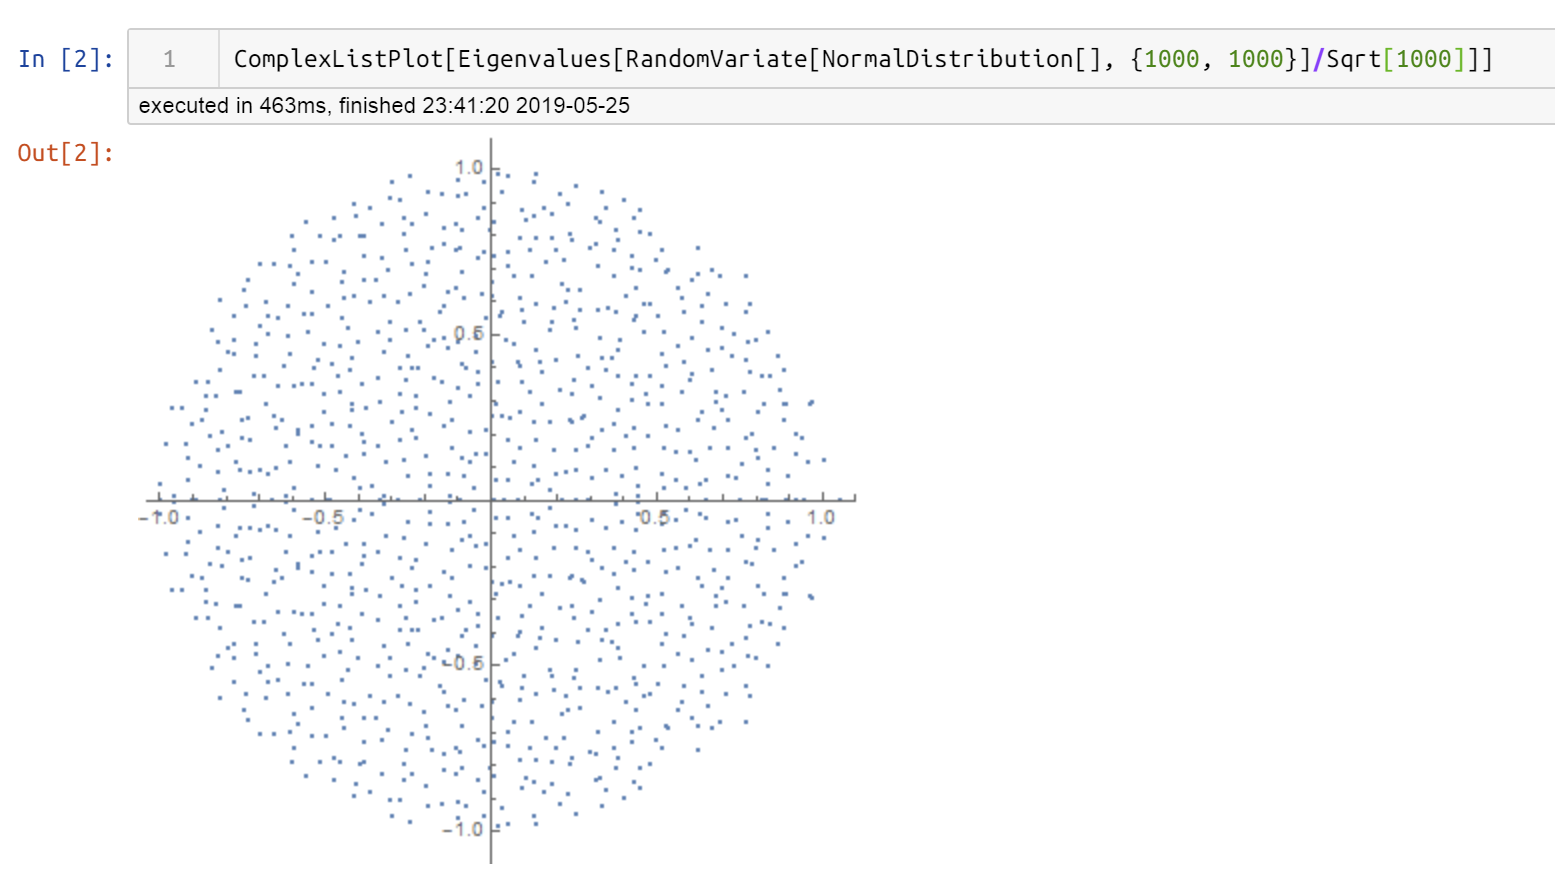 In [2]: 1 ComplexListPlot[Eigenvalues[RandomVariate[NormalDistribution[], {1000, 1000}]/Sqrt[1000]]]
executed in 463ms, finished 23:41:20 2019-05-25
Out[2]:
1.0
0.5
-1.0 -0.5 0.5 1.0
-0.5
-1.0